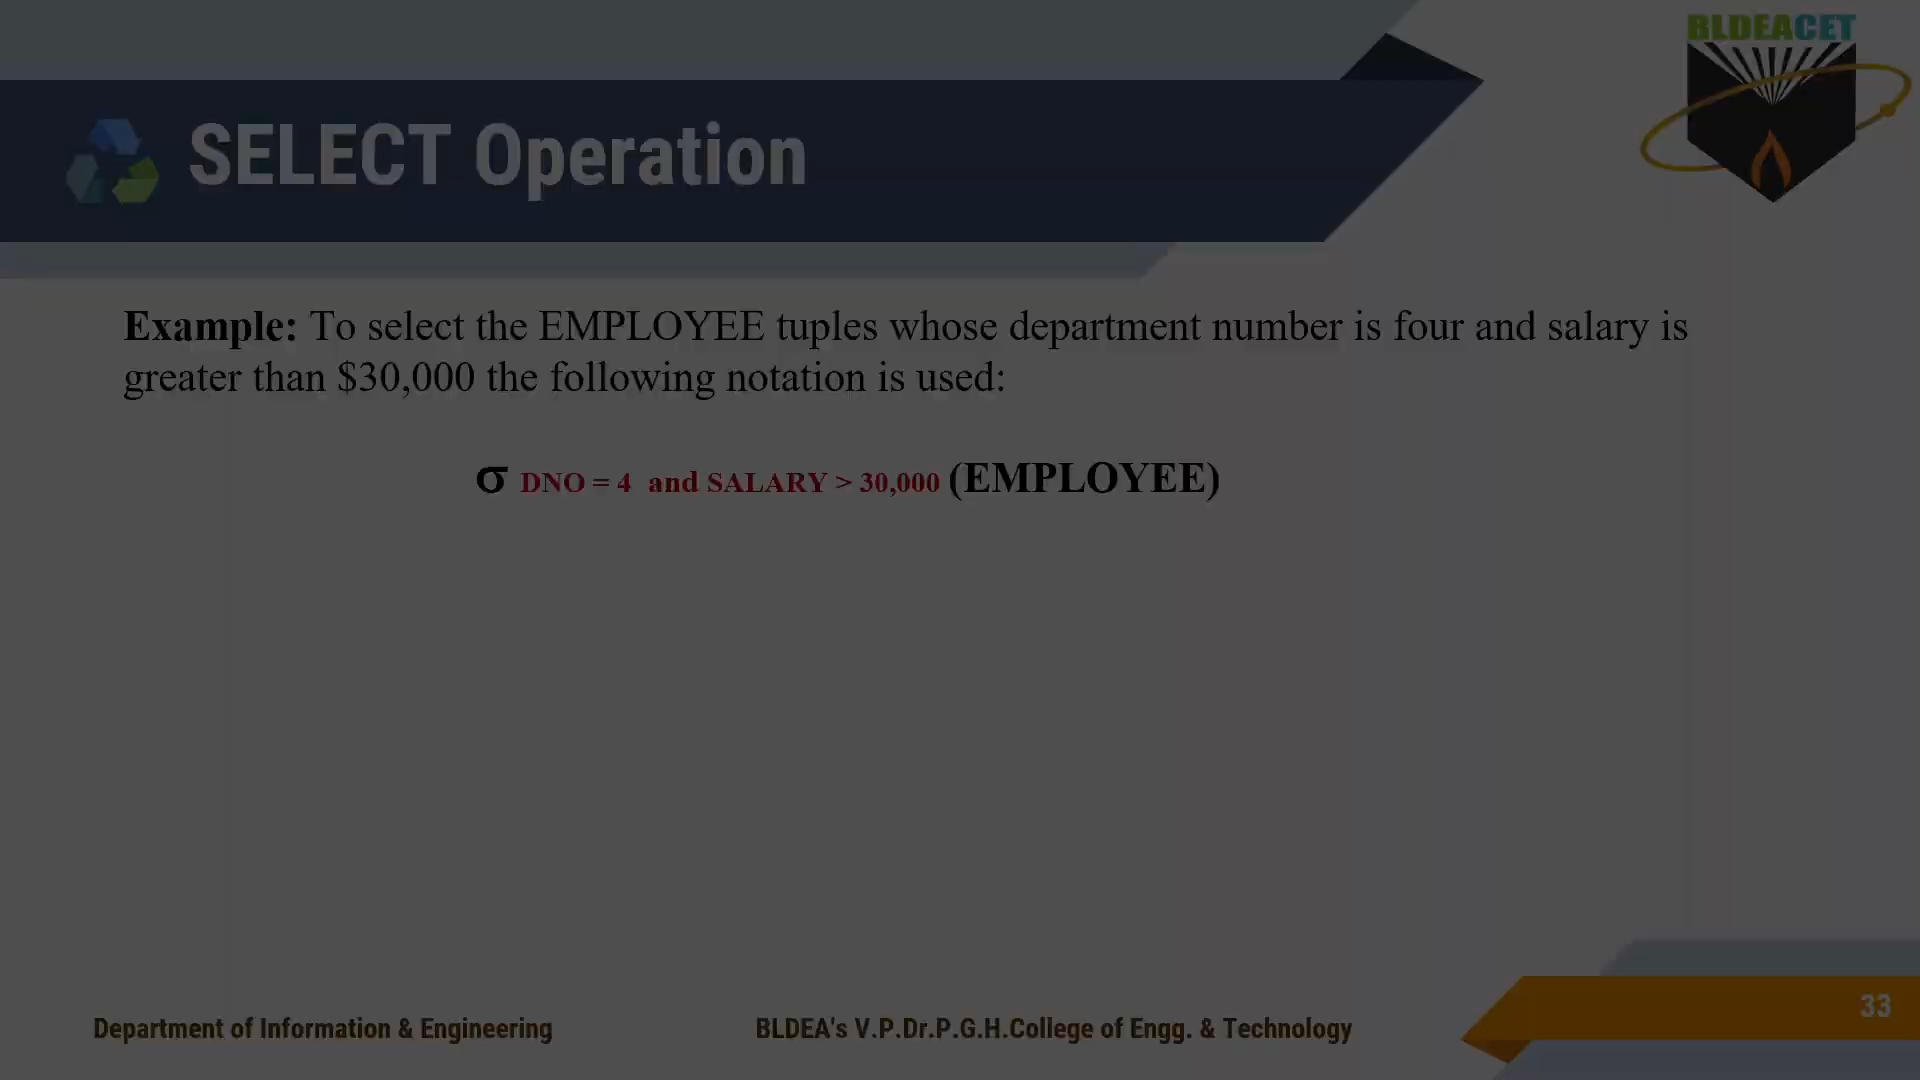 BLDEACET
SELECT Operation
Example: To select the EMPLOYEE tuples whose department number is four and salary is
greater than $30,000 the following notation is used:
σ DNO = 4 and SALARY > 30,000 (EMPLOYEE)
33
Department of Information & Engineering BLDEA's V.P.Dr.P.G.H.College of Engg. & Technology